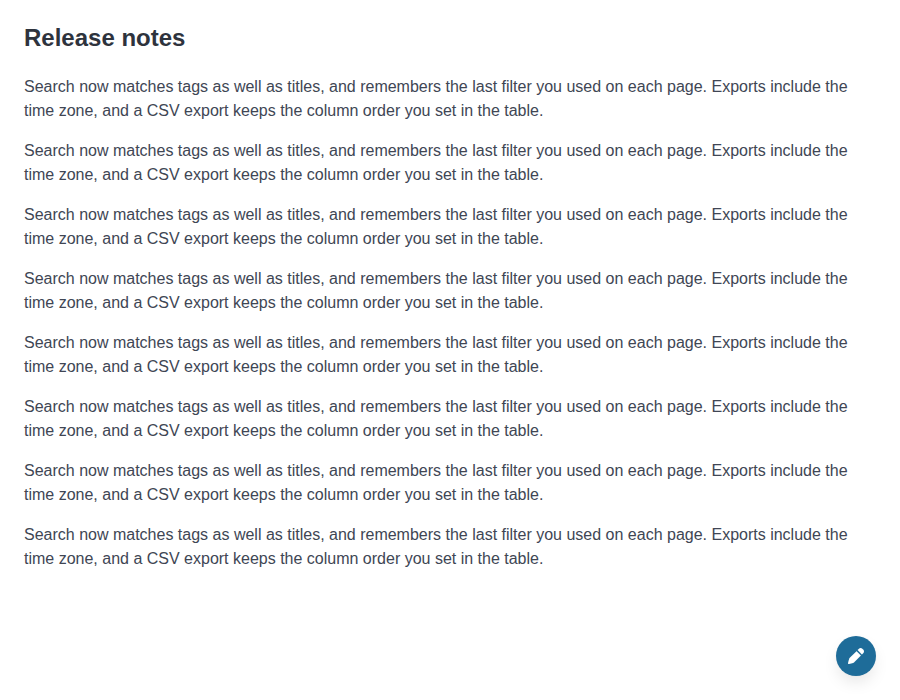 Release notes
Search now matches tags as well as titles, and remembers the last filter you used on each page. Exports include the
time zone, and a CSV export keeps the column order you set in the table.
Search now matches tags as well as titles, and remembers the last filter you used on each page. Exports include the
time zone, and a CSV export keeps the column order you set in the table.
Search now matches tags as well as titles, and remembers the last filter you used on each page. Exports include the
time zone, and a CSV export keeps the column order you set in the table.
Search now matches tags as well as titles, and remembers the last filter you used on each page. Exports include the
time zone, and a CSV export keeps the column order you set in the table.
Search now matches tags as well as titles, and remembers the last filter you used on each page. Exports include the
time zone, and a CSV export keeps the column order you set in the table.
Search now matches tags as well as titles, and remembers the last filter you used on each page. Exports include the
time zone, and a CSV export keeps the column order you set in the table.
Search now matches tags as well as titles, and remembers the last filter you used on each page. Exports include the
time zone, and a CSV export keeps the column order you set in the table.
Search now matches tags as well as titles, and remembers the last filter you used on each page. Exports include the
time zone, and a CSV export keeps the column order you set in the table.